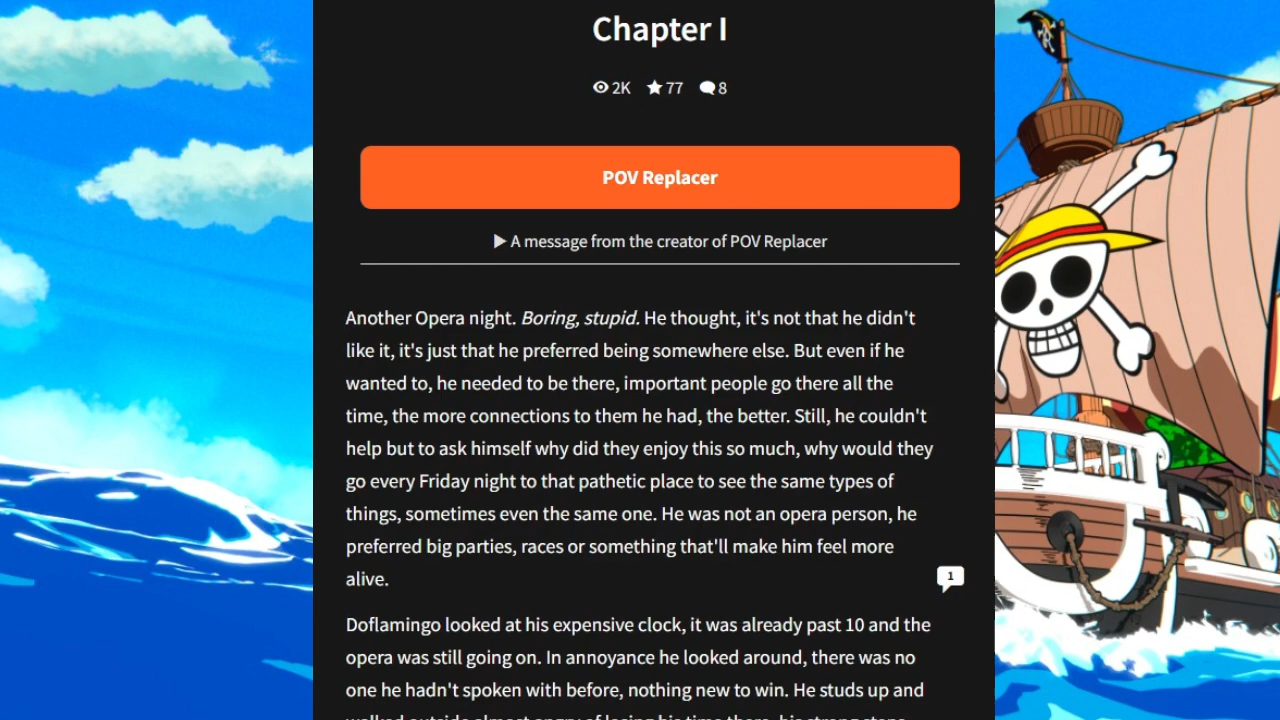 Chapter I
2K 77 8
POV Replacer
▶ A message from the creator of POV Replacer
Another Opera night. Boring, stupid. He thought, it's not that he didn't
like it, it's just that he preferred being somewhere else. But even if he
wanted to, he needed to be there, important people go there all the
time, the more connections to them he had, the better. Still, he couldn't
help but to ask himself why did they enjoy this so much, why would they
go every Friday night to that pathetic place to see the same types of
things, sometimes even the same one. He was not an opera person, he
preferred big parties, races or something that'll make him feel more
alive.
1
Doflamingo looked at his expensive clock, it was already past 10 and the
opera was still going on. In annoyance he looked around, there was no
one he hadn't spoken with before, nothing new to win. He studs up and